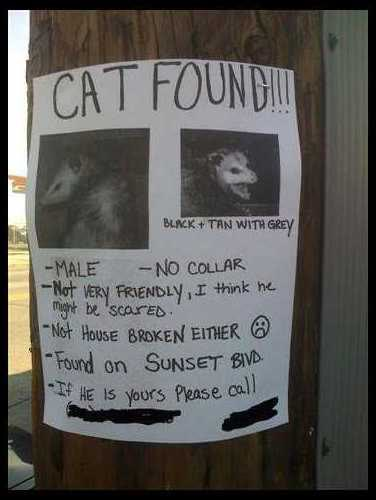 CAT FOUND!!!
BLACK + TAN WITH GREY
- MALE - NO COLLAR
- Not VERY FRIENDLY, I think he
might be scared.
- Not HOUSE BROKEN EITHER ☹
- Found on SUNSET BLVD.
- If HE is yours Please call